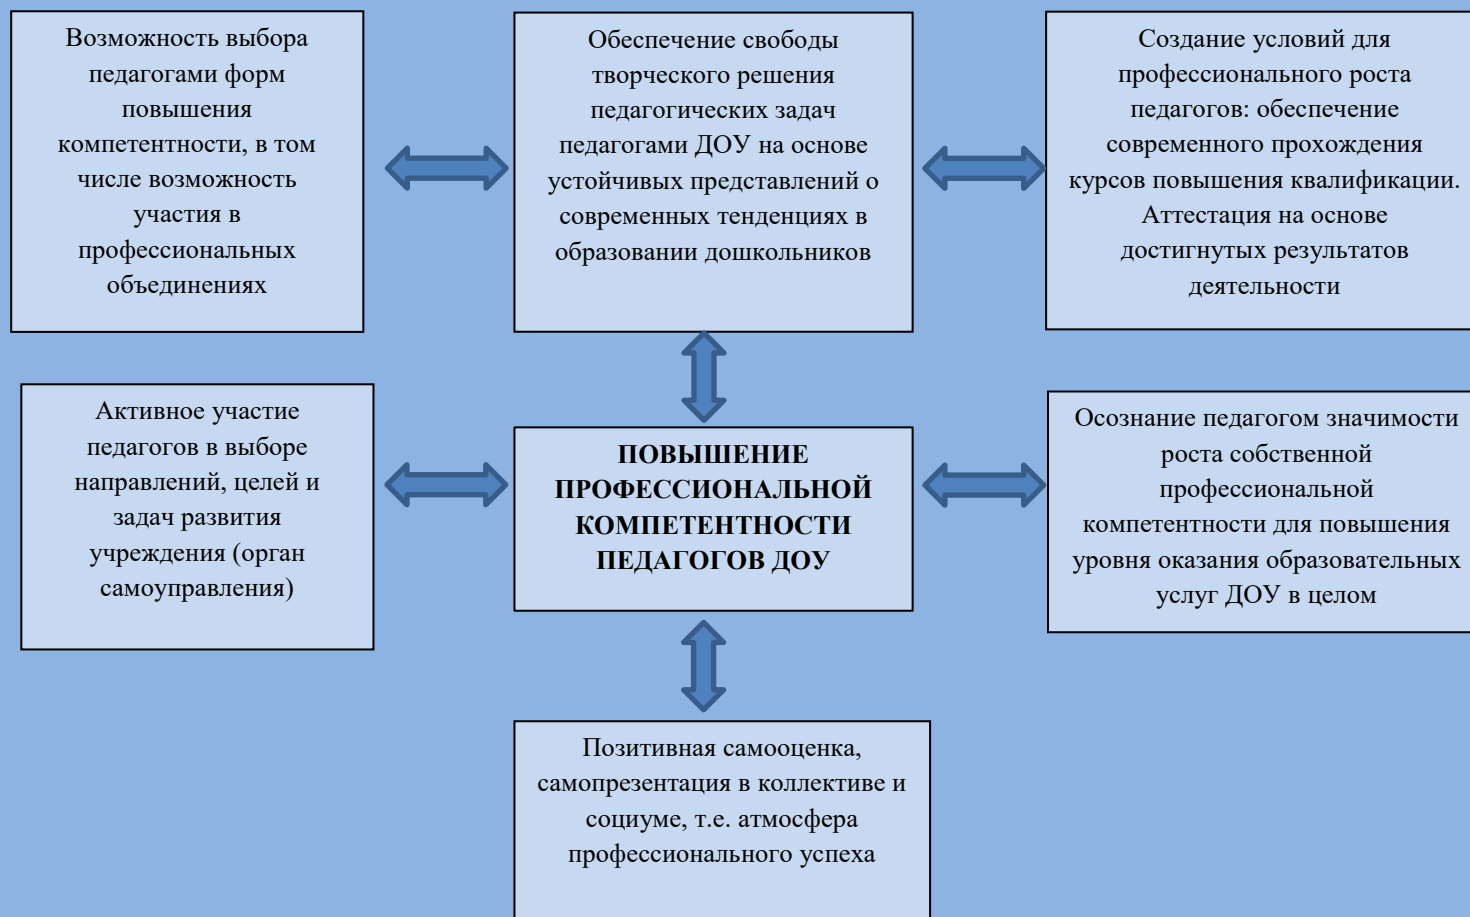 Возможность выбора
педагогами форм
повышения
компетентности, в том
числе возможность
участия в
профессиональных
объединениях
Обеспечение свободы
творческого решения
педагогических задач
педагогами ДОУ на основе
устойчивых представлений о
современных тенденциях в
образовании дошкольников
Создание условий для
профессионального роста
педагогов: обеспечение
современного прохождения
курсов повышения квалификации.
Аттестация на основе
достигнутых результатов
деятельности
Активное участие
педагогов в выборе
направлений, целей и
задач развития
учреждения (орган
самоуправления)
ПОВЫШЕНИЕ
ПРОФЕССИОНАЛЬНОЙ
КОМПЕТЕНТНОСТИ
ПЕДАГОГОВ ДОУ
Осознание педагогом значимости
роста собственной
профессиональной
компетентности для повышения
уровня оказания образовательных
услуг ДОУ в целом
Позитивная самооценка,
самопрезентация в коллективе и
социуме, т.е. атмосфера
профессионального успеха